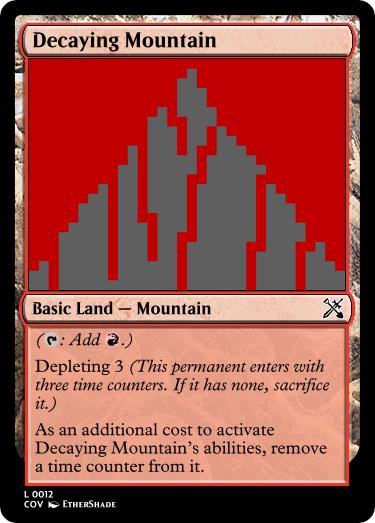 Decaying Mountain
Basic Land — Mountain
(T: Add R.)
Depleting 3 (This permanent enters with
three time counters. If it has none, sacrifice
it.)
As an additional cost to activate
Decaying Mountain's abilities, remove
a time counter from it.
L 0012
COV EtherShade